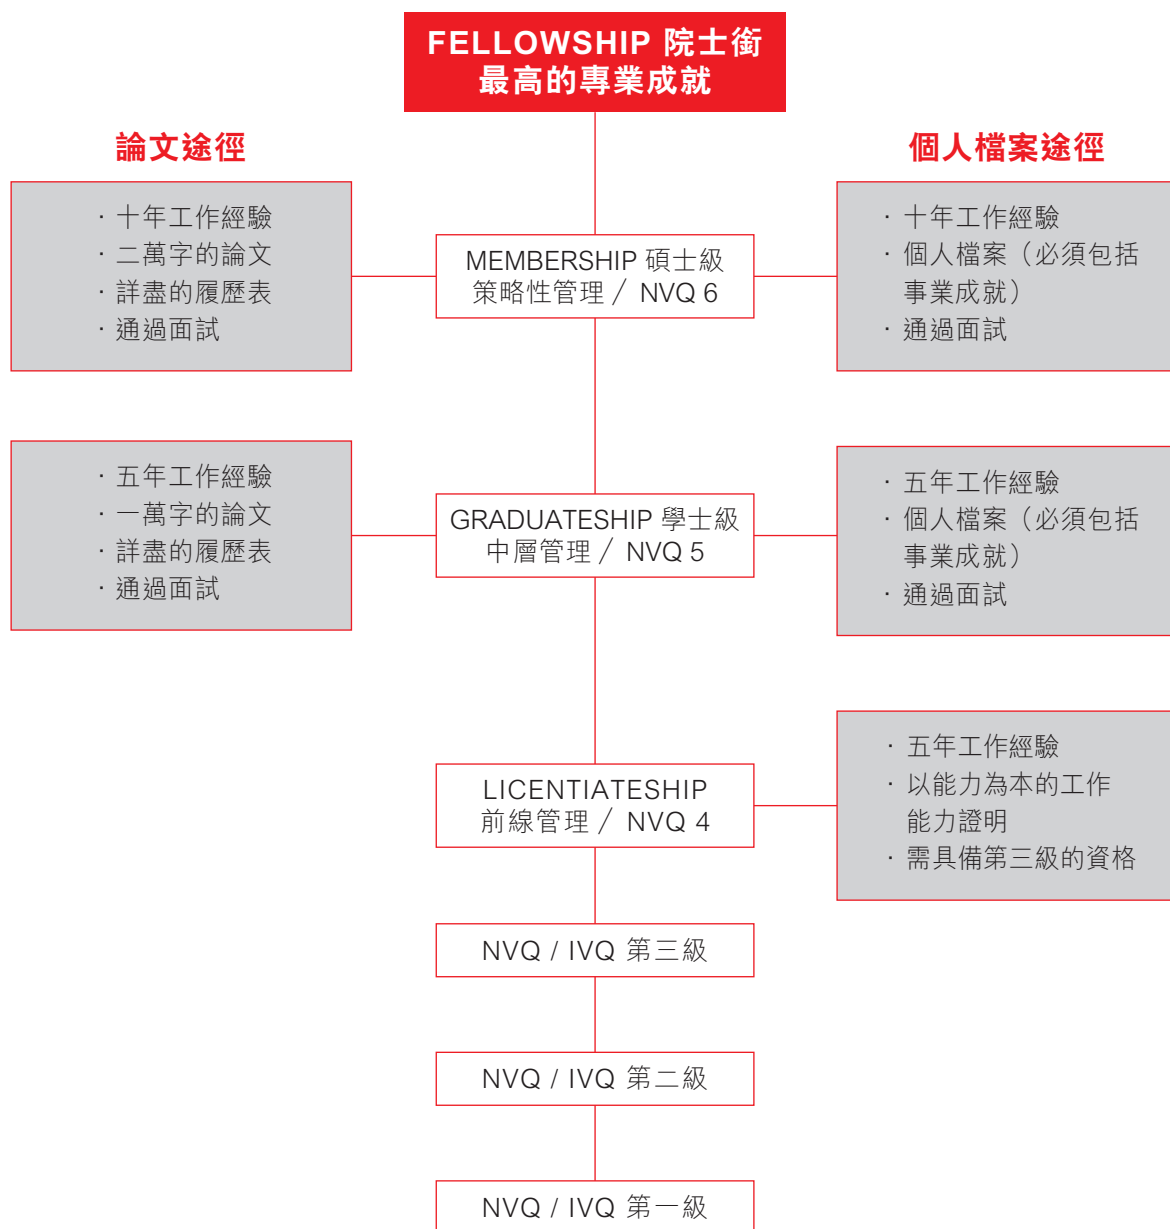 FELLOWSHIP 院士銜
最高的專業成就
論文途徑
個人檔案途徑
· 十年工作經驗
· 二萬字的論文
· 詳盡的履歷表
· 通過面試
MEMBERSHIP 碩士級
策略性管理 / NVQ 6
· 十年工作經驗
· 個人檔案（必須包括
事業成就）
· 通過面試
· 五年工作經驗
· 一萬字的論文
· 詳盡的履歷表
· 通過面試
GRADUATESHIP 學士級
中層管理 / NVQ 5
· 五年工作經驗
· 個人檔案（必須包括
事業成就）
· 通過面試
LICENTIATESHIP
前線管理 / NVQ 4
· 五年工作經驗
· 以能力為本的工作
能力證明
· 需具備第三級的資格
NVQ / IVQ 第三級
NVQ / IVQ 第二級
NVQ / IVQ 第一級